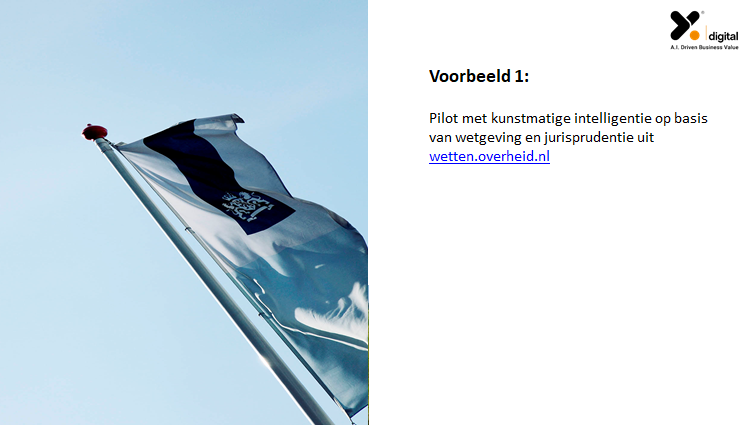 digital
A.I. Driven Business Value
Voorbeeld 1:
Pilot met kunstmatige intelligentie op basis
van wetgeving en jurisprudentie uit
wetten.overheid.nl